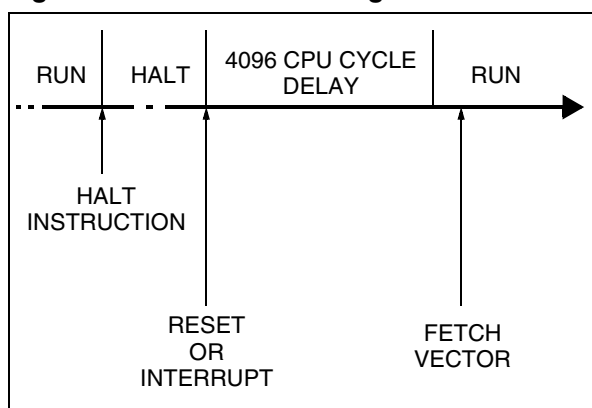 RUN
HALT
4096 CPU CYCLE
DELAY
RUN
HALT
INSTRUCTION
RESET
OR
INTERRUPT
FETCH
VECTOR